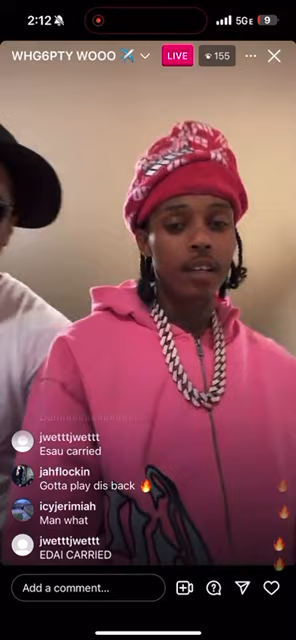 2:12
5GE 9
WHG6PTY WOOO
LIVE
155
jwetttjwettt
Esau carried
jahflockin
Gotta play dis back 🔥
icyjerimiah
Man what
jwetttjwettt
EDAI CARRIED
Add a comment...